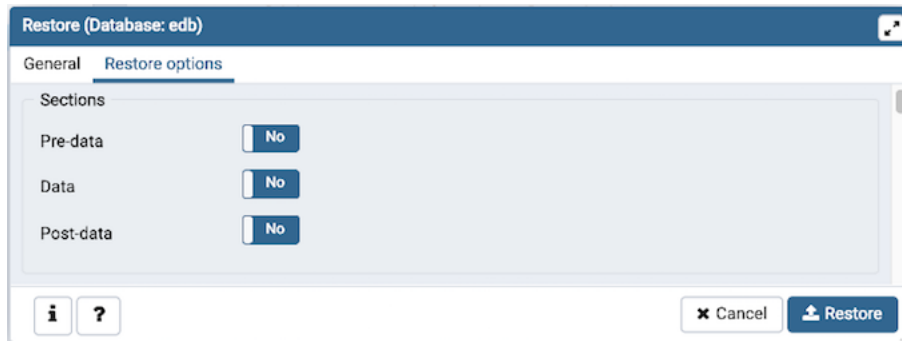 Restore (Database: edb)
General Restore options
Sections
Pre-data No
Data No
Post-data No
i ? Cancel Restore